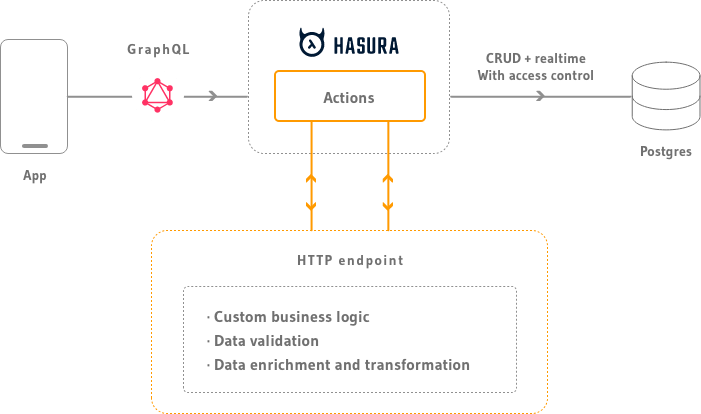 GraphQL
HASURA
Actions
CRUD + realtime
With access control
App
Postgres
HTTP endpoint
· Custom business logic
· Data validation
· Data enrichment and transformation